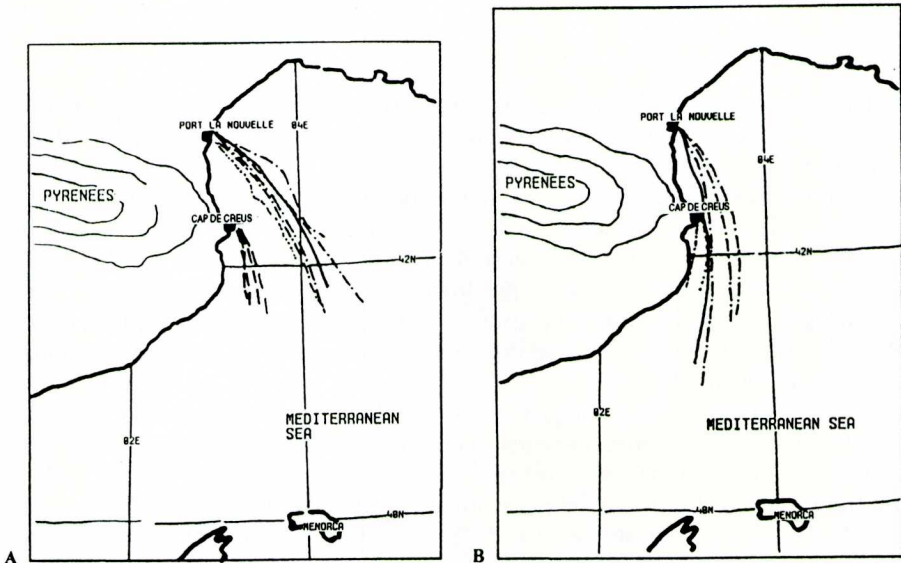 PORT LA NOUVELLE
04E
PYRENEES
CAP DE CREUS
42N
MEDITERRANEAN
SEA
02E
40N
MENORCA
A
PORT LA NOUVELLE
04E
PYRENEES
CAP DE CREUS
42N
02E
MEDITERRANEAN SEA
40N
MENORCA
B